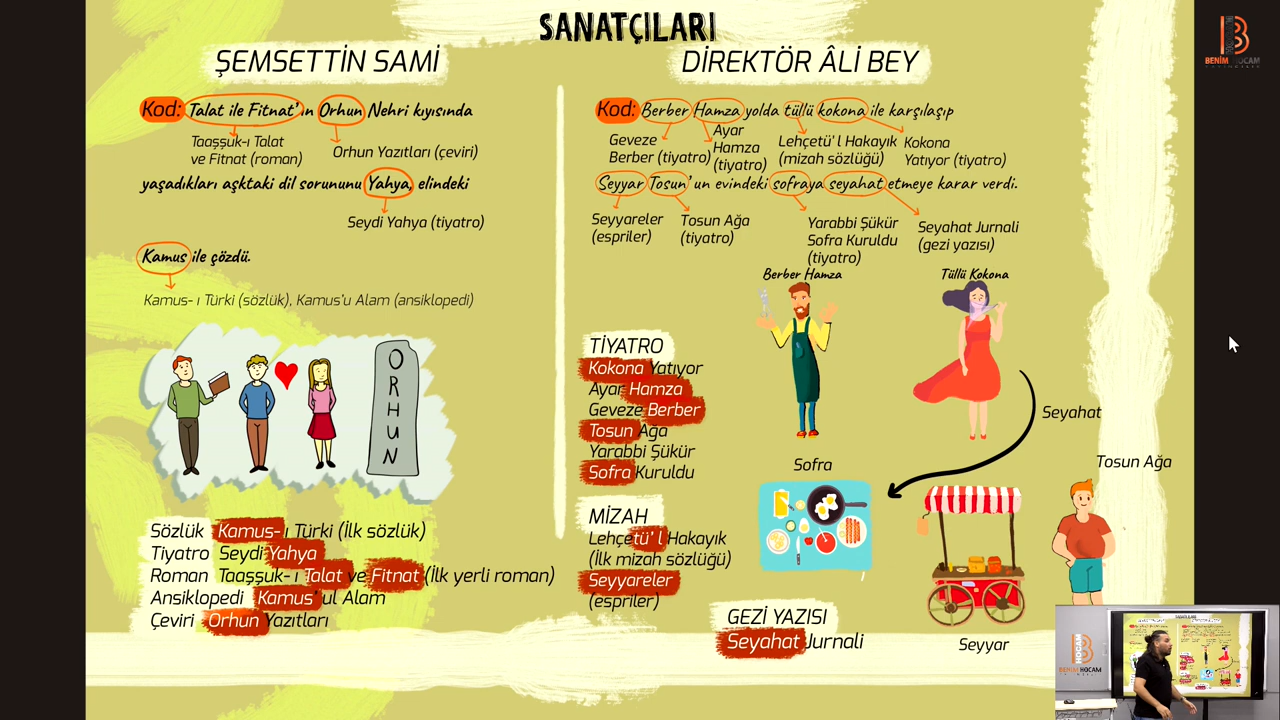 SANATÇILARI
ŞEMSETTİN SAMİ
Kod: Talat ile Fitnat'ın Orhun Nehri kıyısında
Taaşşuk-ı Talat
ve Fitnat (roman)
Orhun Yazıtları (çeviri)
yaşadıkları aşktaki dil sorununu Yahya, elindeki
Seydi Yahya (tiyatro)
Kamus ile çözdü.
Kamus- ı Türki (sözlük), Kamus'u Alam (ansiklopedi)
ORHUN
Sözlük Kamus- ı Türki (İlk sözlük)
Tiyatro Seydi Yahya
Roman Taaşşuk- ı Talat ve Fitnat (İlk yerli roman)
Ansiklopedi Kamus' ul Alam
Çeviri Orhun Yazıtları
DİREKTÖR ÂLİ BEY
Kod: Berber Hamza yolda tüllü kokona ile karşılaşıp
Geveze
Berber (tiyatro)
Ayar
Hamza
(tiyatro)
Lehçetü' l Hakayık
(mizah sözlüğü)
Kokona
Yatıyor (tiyatro)
Seyyar Tosun' un evindeki sofraya seyahat etmeye karar verdi.
Seyyareler
(espriler)
Tosun Ağa
(tiyatro)
Yarabbi Şükür
Sofra Kuruldu
(tiyatro)
Seyahat Jurnali
(gezi yazısı)
Berber Hamza
Tüllü Kokona
TİYATRO
Kokona Yatıyor
Ayar Hamza
Geveze Berber
Tosun Ağa
Yarabbi Şükür
Sofra Kuruldu
Seyahat
Sofra
Tosun Ağa
MİZAH
Lehçetü' l Hakayık
(İlk mizah sözlüğü)
Seyyareler
(espriler)
GEZİ YAZISI
Seyahat Jurnali
Seyyar
BENİM HOCAM
BENİM HOCAM